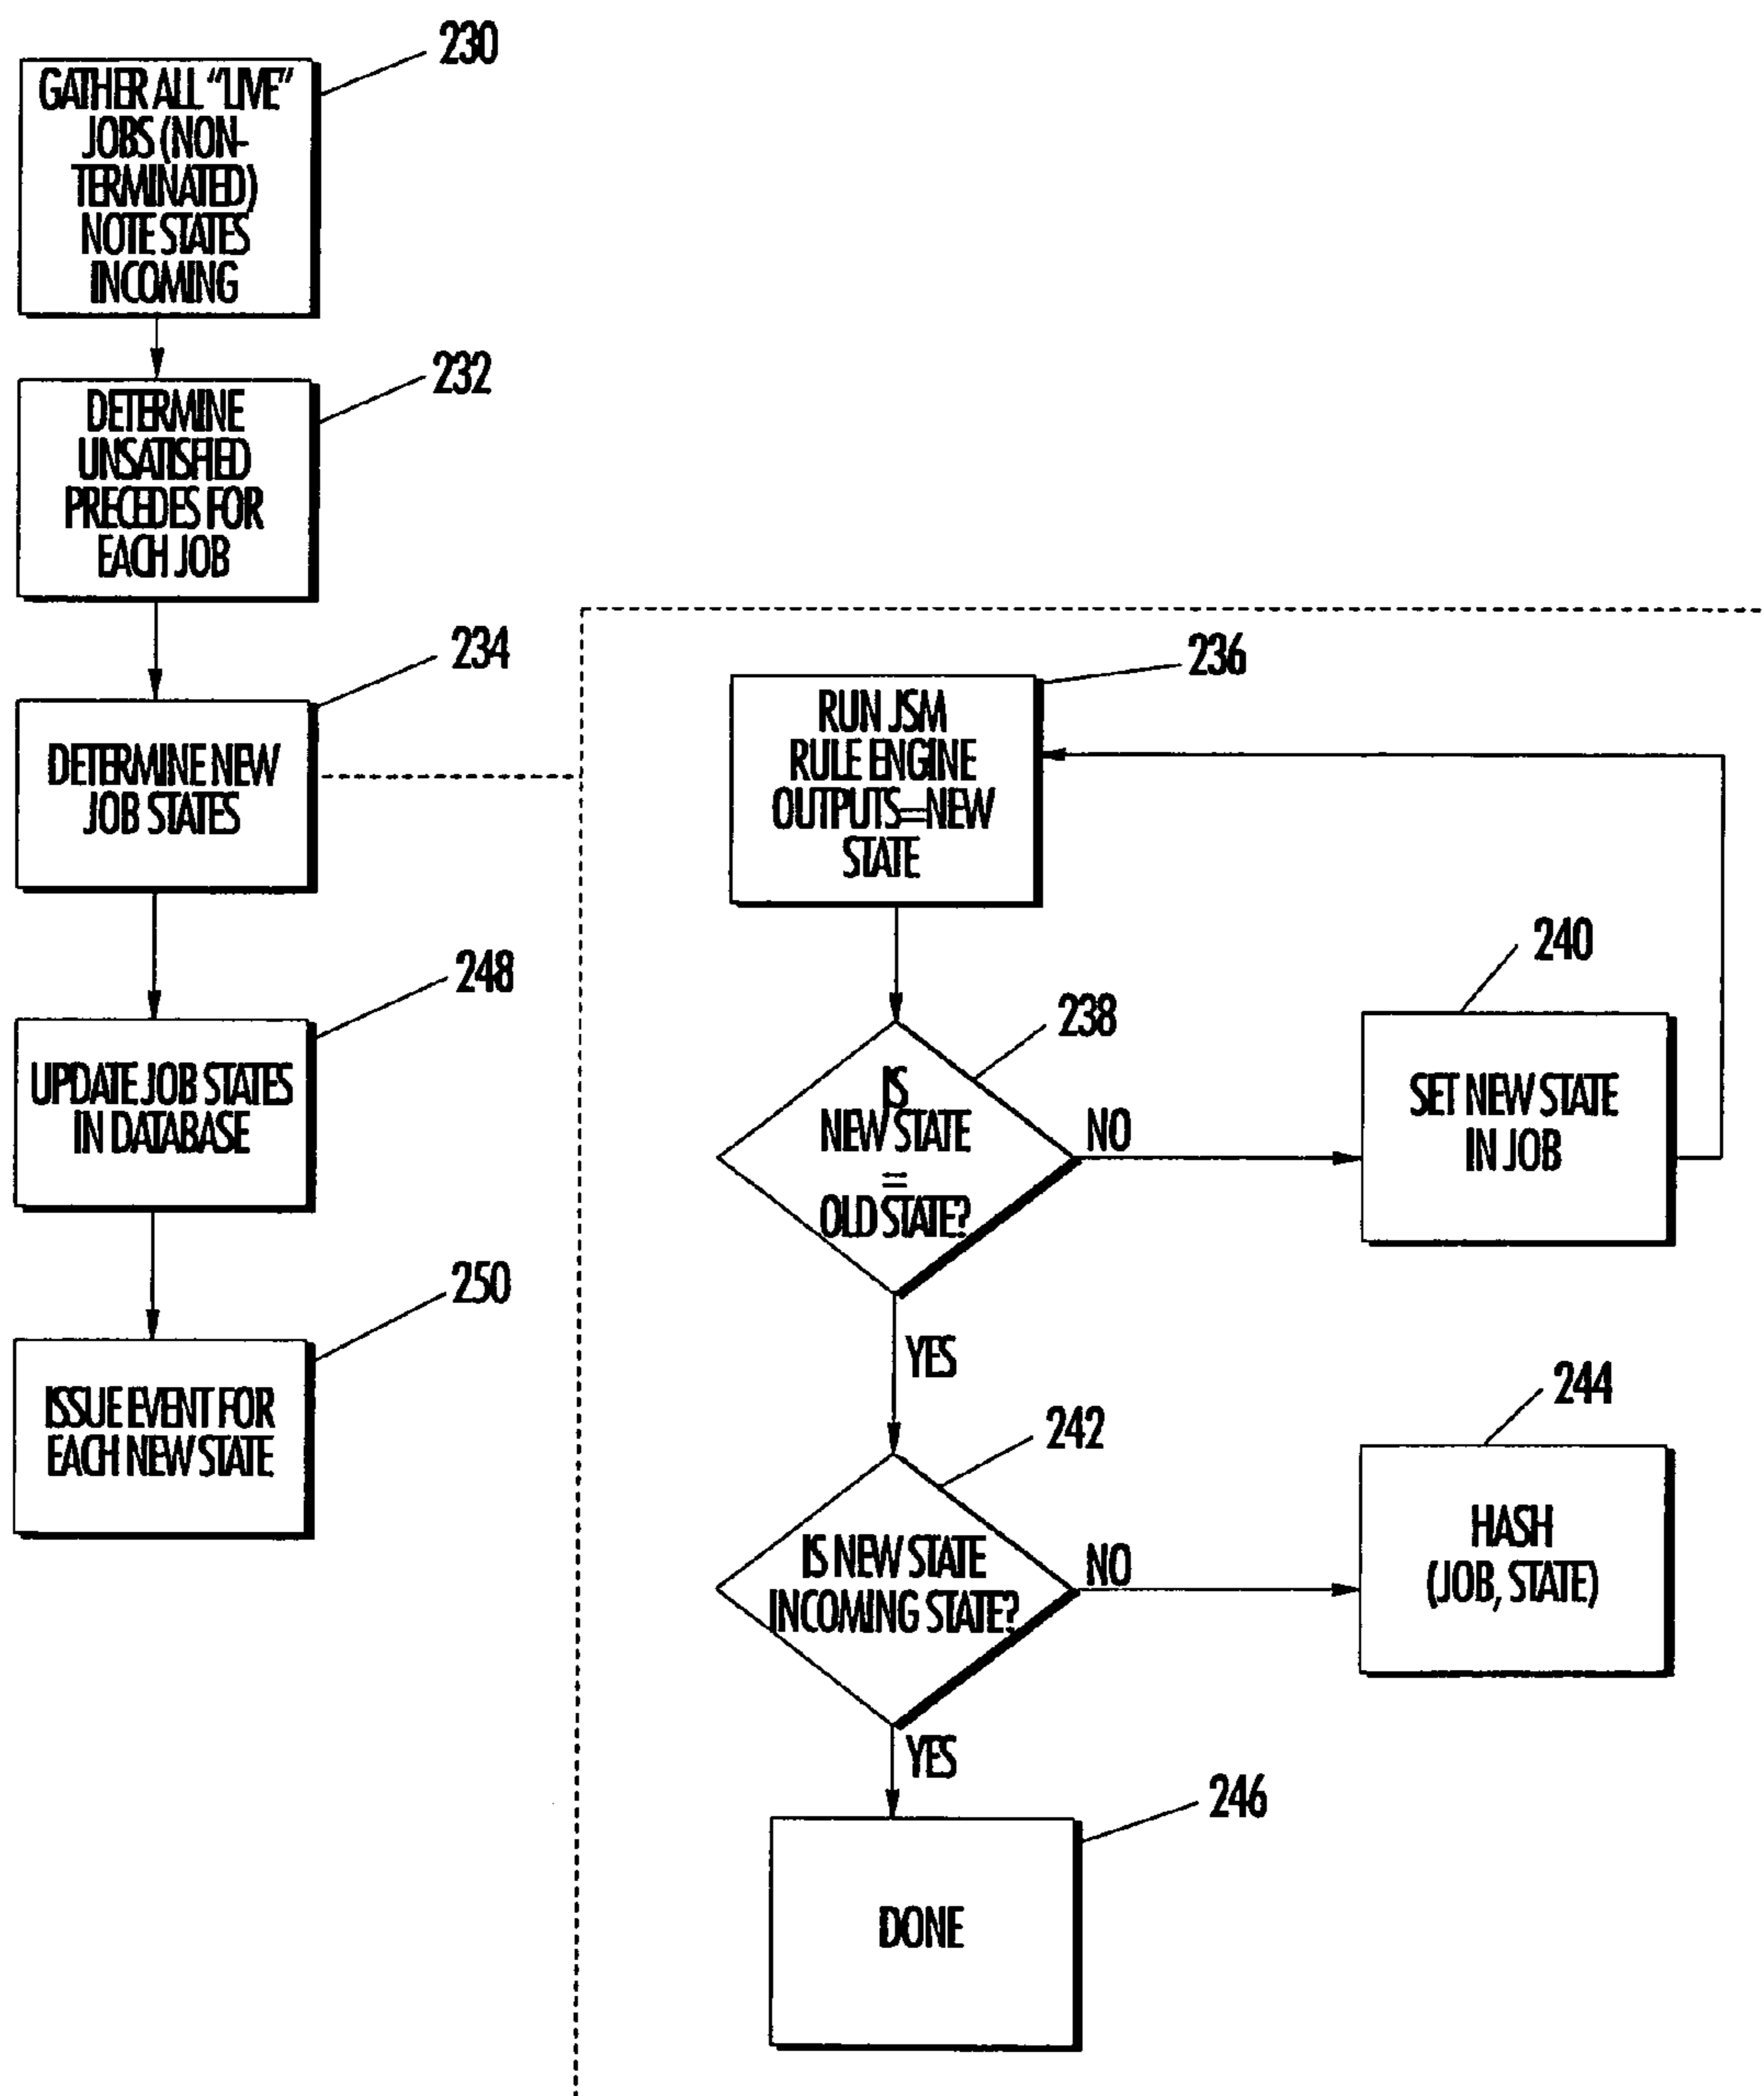 230
GATHER ALL "LIVE"
JOBS (NON-
TERMINATED)
NOTE STATES
INCOMING
232
DETERMINE
UNSATISFIED
PRECEDES FOR
EACH JOB
234
DETERMINE NEW
JOB STATES
248
UPDATE JOB STATES
IN DATABASE
250
ISSUE EVENT FOR
EACH NEW STATE
236
RUN JSM
RULE ENGINE
OUTPUTS=NEW
STATE
238
IS
NEW STATE
=
OLD STATE?
NO
240
SET NEW STATE
IN JOB
YES
242
IS NEW STATE
INCOMING STATE?
NO
244
HASH
(JOB, STATE)
YES
246
DONE